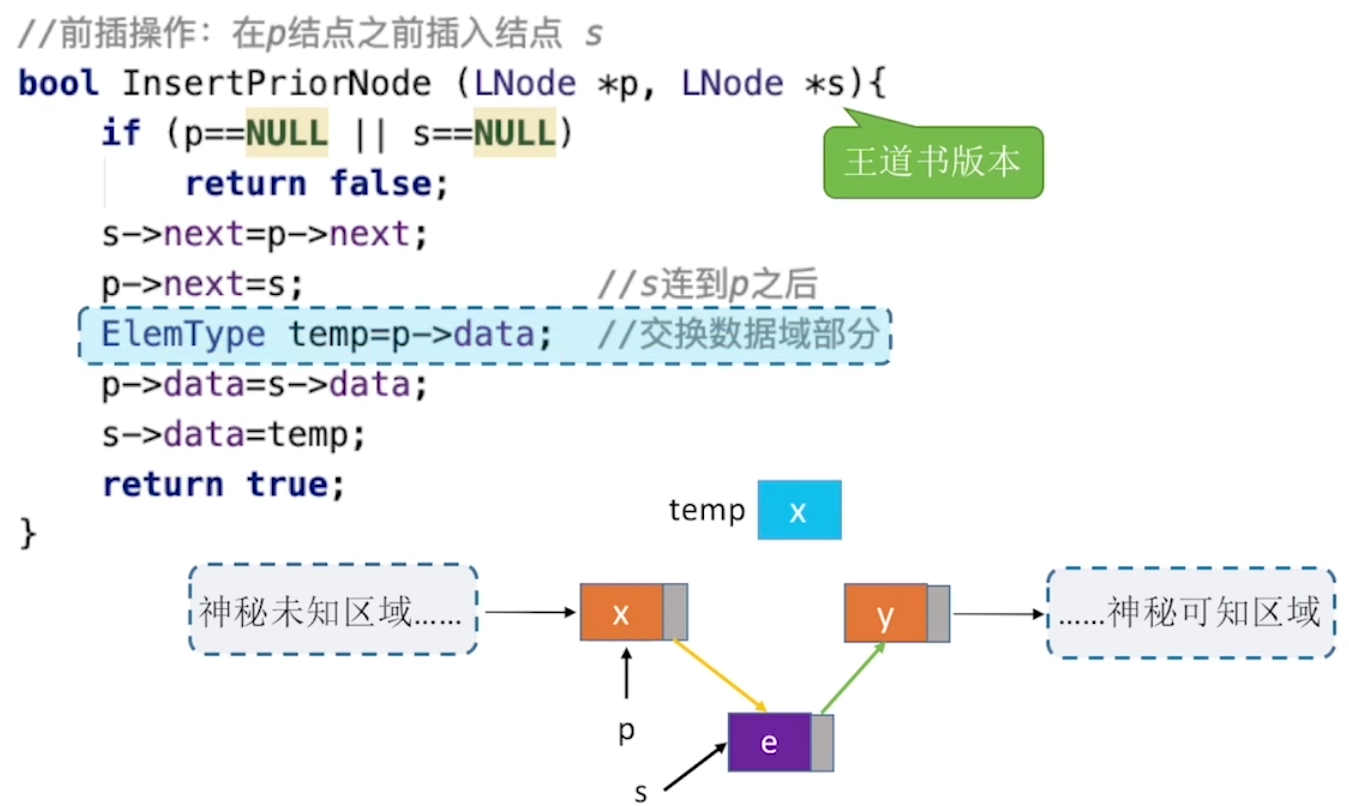 //前插操作：在p结点之前插入结点 s
bool InsertPriorNode (LNode *p, LNode *s){
if (p==NULL || s==NULL)
王道书版本
return false;
s->next=p->next;
p->next=s; //s连到p之后
ElemType temp=p->data; //交换数据域部分
p->data=s->data;
s->data=temp;
return true;
temp x
}
神秘未知区域…… x y ……神秘可知区域
p
e
s